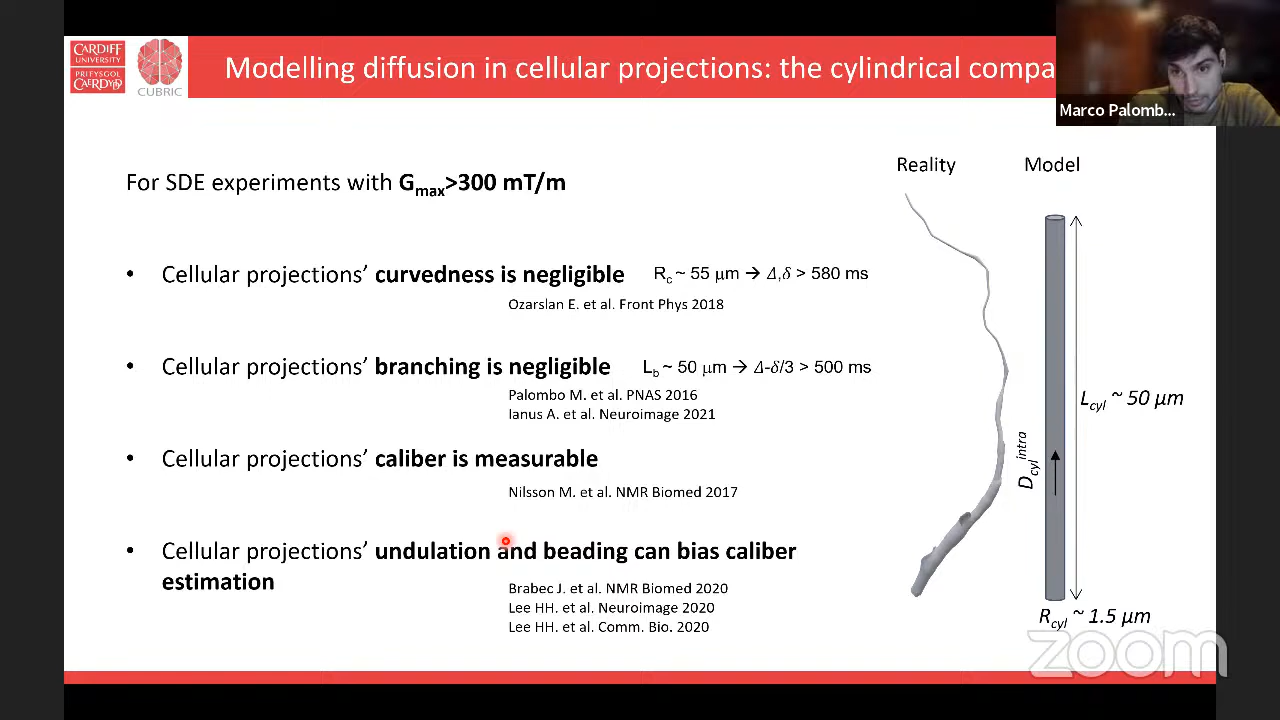 CARDIFF
UNIVERSITY
PRIFYSGOL
CAERDYDD
CUBRIC
Modelling diffusion in cellular projections: the cylindrical compa
Marco Palomb...
For SDE experiments with Gmax>300 mT/m
Reality
Model
• Cellular projections’ curvedness is negligible
Rc ~ 55 μm → Δ,δ > 580 ms
Ozarslan E. et al. Front Phys 2018
• Cellular projections’ branching is negligible
Lb ~ 50 μm → Δ-δ/3 > 500 ms
Palombo M. et al. PNAS 2016
Ianus A. et al. Neuroimage 2021
• Cellular projections’ caliber is measurable
Nilsson M. et al. NMR Biomed 2017
• Cellular projections’ undulation and beading can bias caliber
estimation
Brabec J. et al. NMR Biomed 2020
Lee HH. et al. Neuroimage 2020
Lee HH. et al. Comm. Bio. 2020
Dcyl intra
Lcyl ~ 50 μm
Rcyl ~ 1.5 μm
zoom